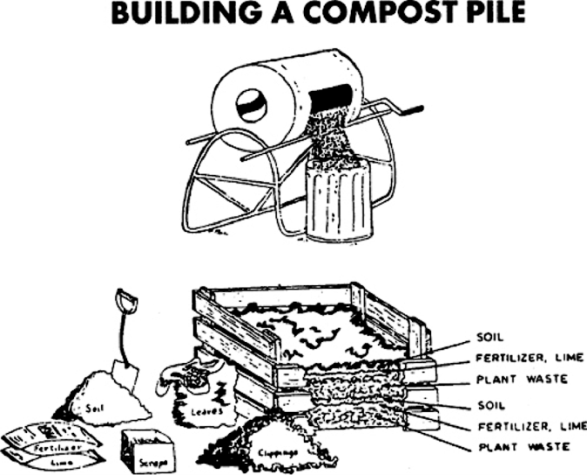 BUILDING A COMPOST PILE
SOIL
FERTILIZER, LIME
PLANT WASTE
SOIL
FERTILIZER, LIME
PLANT WASTE
Soil
Leaves
Fertilizer
Lime
Scraps
Clippings